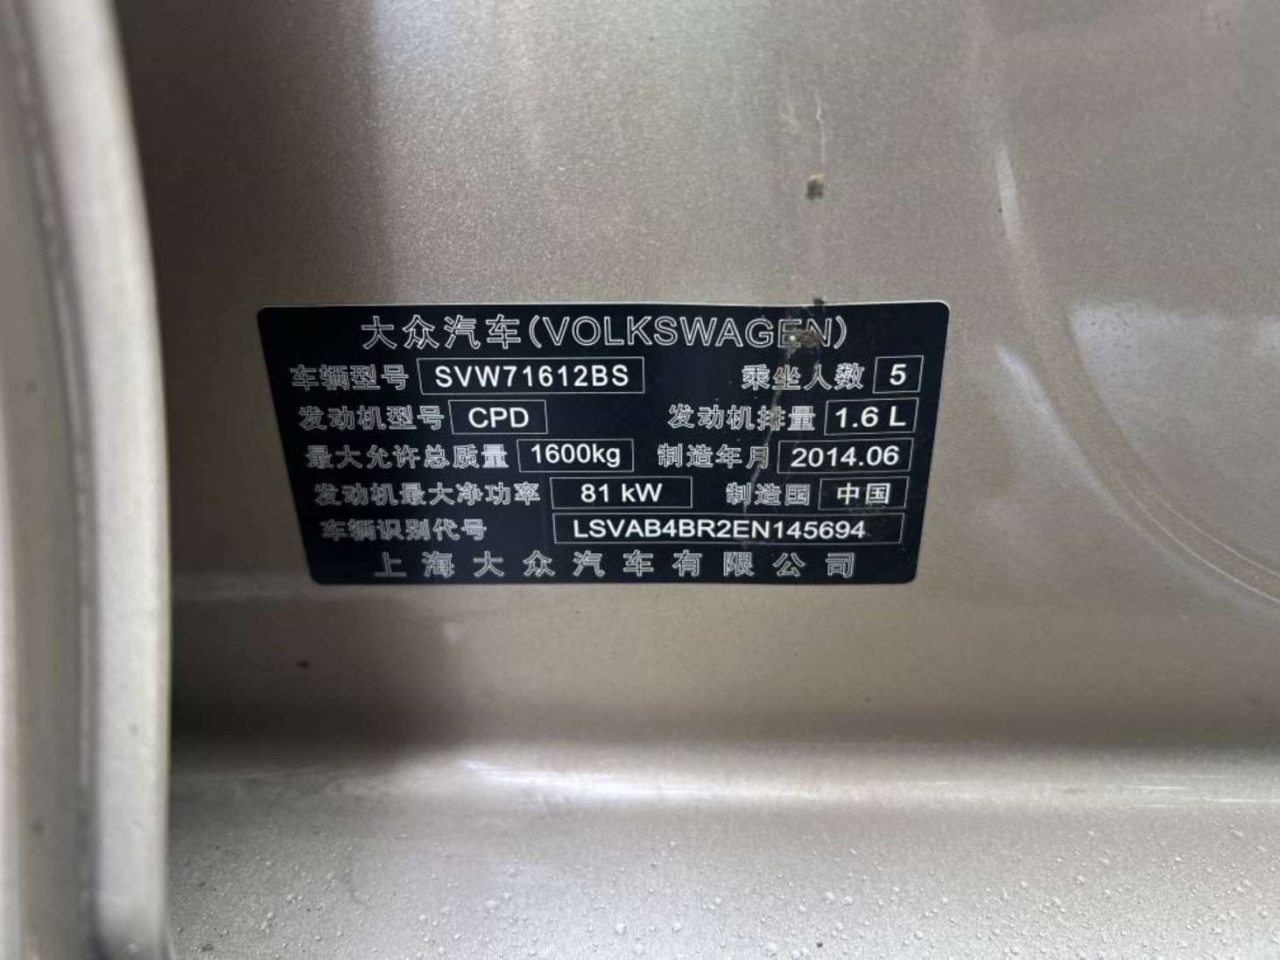 大众汽车(VOLKSWAGEN)
车辆型号 SVW71612BS 乘坐人数 5
发动机型号 CPD 发动机排量 1.6 L
最大允许总质量 1600kg 制造年月 2014.06
发动机最大净功率 81 kW 制造国 中国
车辆识别代号 LSVAB4BR2EN145694
上海大众汽车有限公司